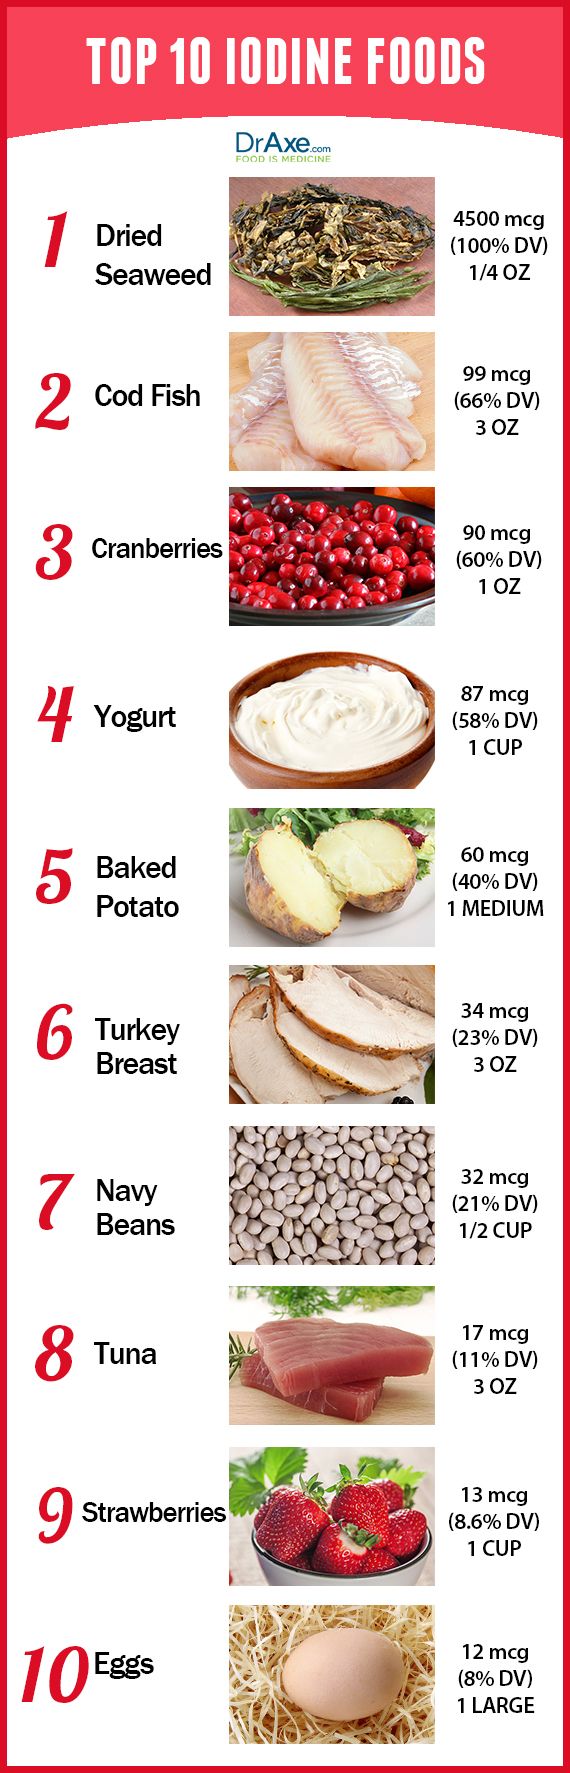 TOP 10 IODINE FOODS
DrAxe.com
FOOD IS MEDICINE
1
Dried
Seaweed
4500 mcg
(100% DV)
1/4 OZ
2
Cod Fish
99 mcg
(66% DV)
3 OZ
3
Cranberries
90 mcg
(60% DV)
1 OZ
4
Yogurt
87 mcg
(58% DV)
1 CUP
5
Baked
Potato
60 mcg
(40% DV)
1 MEDIUM
6
Turkey
Breast
34 mcg
(23% DV)
3 OZ
7
Navy
Beans
32 mcg
(21% DV)
1/2 CUP
8
Tuna
17 mcg
(11% DV)
3 OZ
9
Strawberries
13 mcg
(8.6% DV)
1 CUP
10
Eggs
12 mcg
(8% DV)
1 LARGE